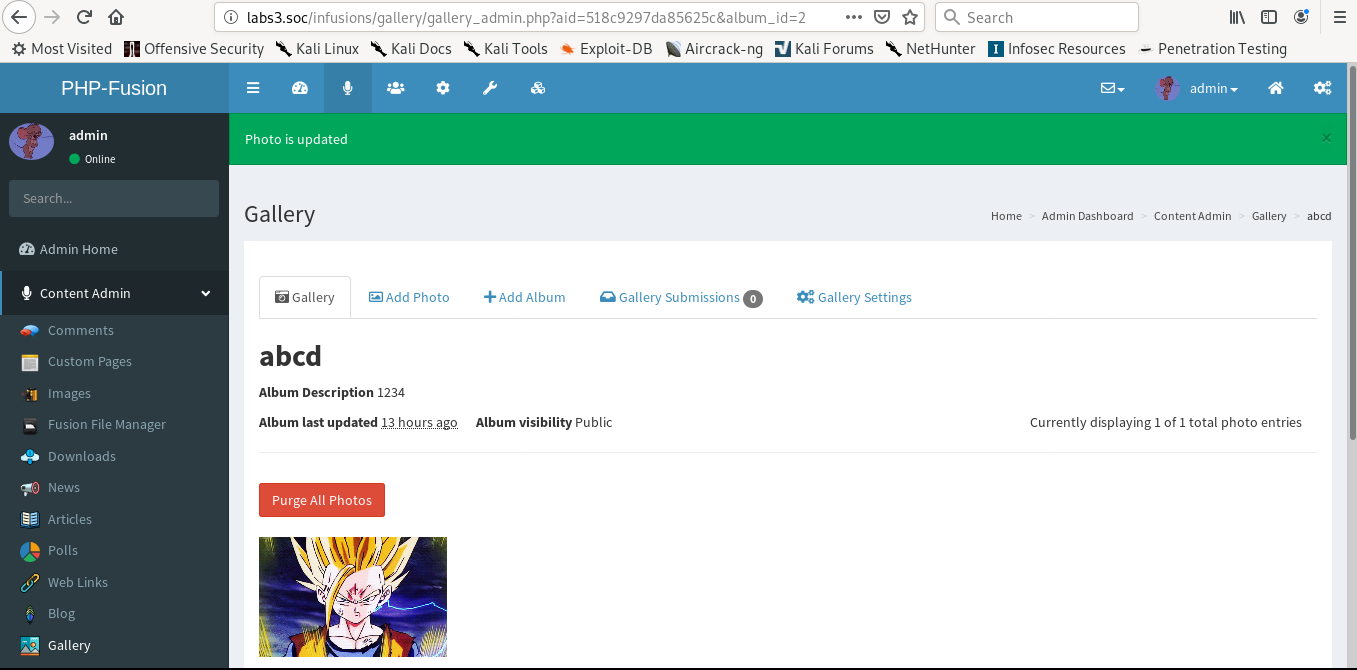 labs3.soc/infusions/gallery/gallery_admin.php?aid=518c9297da85625c&album_id=2
Search
Most Visited Offensive Security Kali Linux Kali Docs Kali Tools Exploit-DB Aircrack-ng Kali Forums NetHunter Infosec Resources Penetration Testing
PHP-Fusion
admin
admin
Online
Photo is updated
×
Search...
Gallery
Home > Admin Dashboard > Content Admin > Gallery > abcd
Admin Home
Content Admin
Comments
Custom Pages
Images
Fusion File Manager
Downloads
News
Articles
Polls
Web Links
Blog
Gallery
Gallery Add Photo Add Album Gallery Submissions 0 Gallery Settings
abcd
Album Description 1234
Album last updated 13 hours ago Album visibility Public
Currently displaying 1 of 1 total photo entries
Purge All Photos